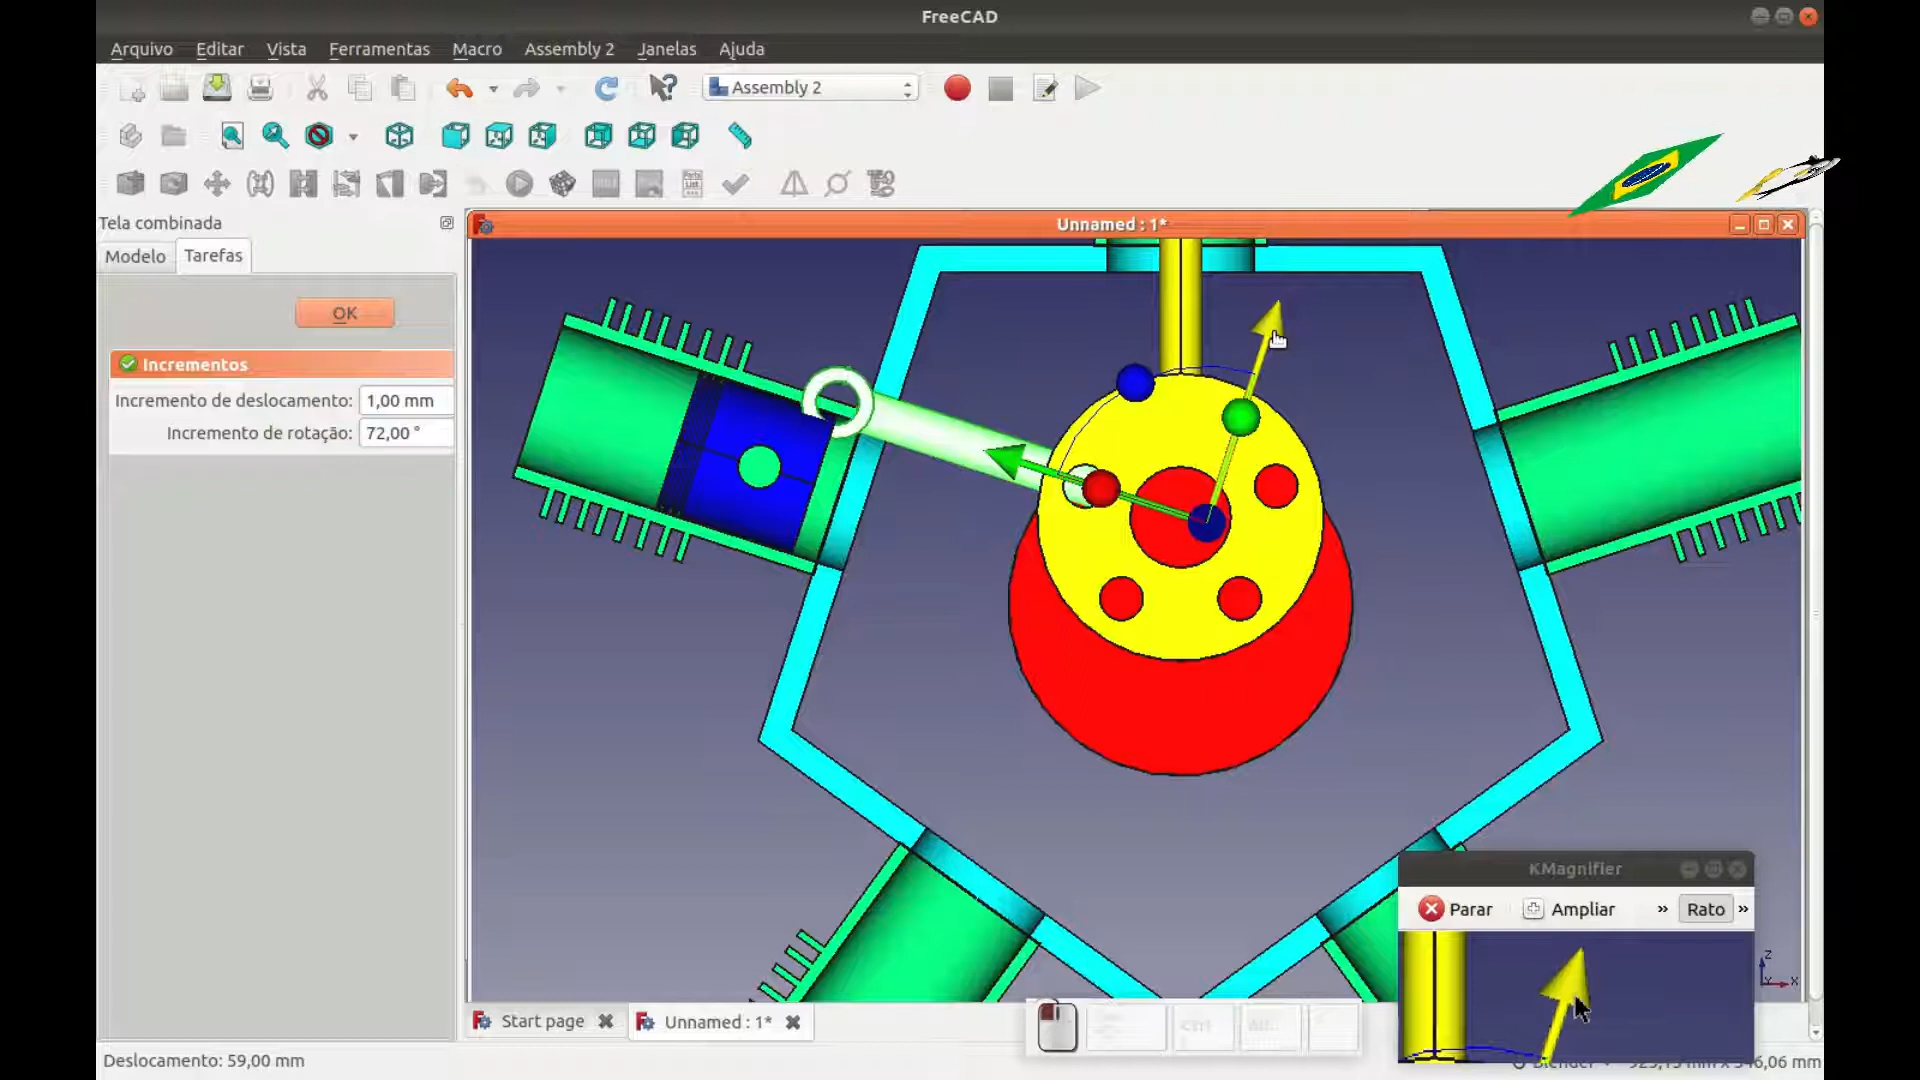 FreeCAD
Arquivo Editar Vista Ferramentas Macro Assembly 2 Janelas Ajuda
Assembly 2
Tela combinada
Unnamed : 1*
Modelo Tarefas
OK
Incrementos
Incremento de deslocamento: 1,00 mm
Incremento de rotação: 72,00 °
KMagnifier
Parar Ampliar » Rato »
Z
Y X
Start page Unnamed : 1*
Ctrl
Deslocamento: 59,00 mm